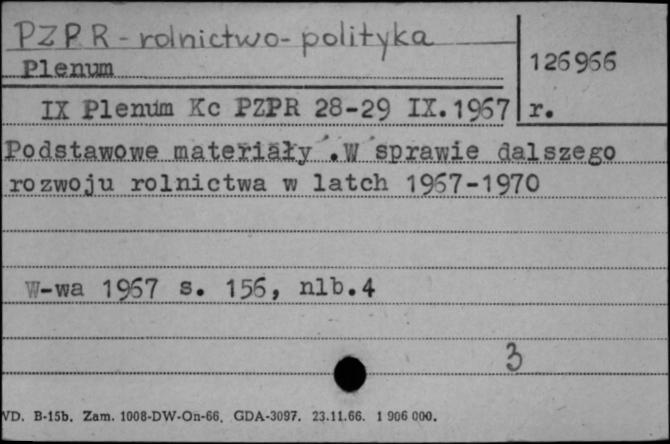 PZPR - rolnictwo - polityka
Plenum
126966
IX Plenum Kc PZPR 28-29 IX.1967 r.
Podstawowe materiały .W sprawie dalszego
rozwoju rolnictwa w latch 1967-1970
W-wa 1967 s. 156, nlb.4
3
WD. B-15b. Zam. 1008-DW-On-66. GDA-3097. 23.11.66. 1 906 000.